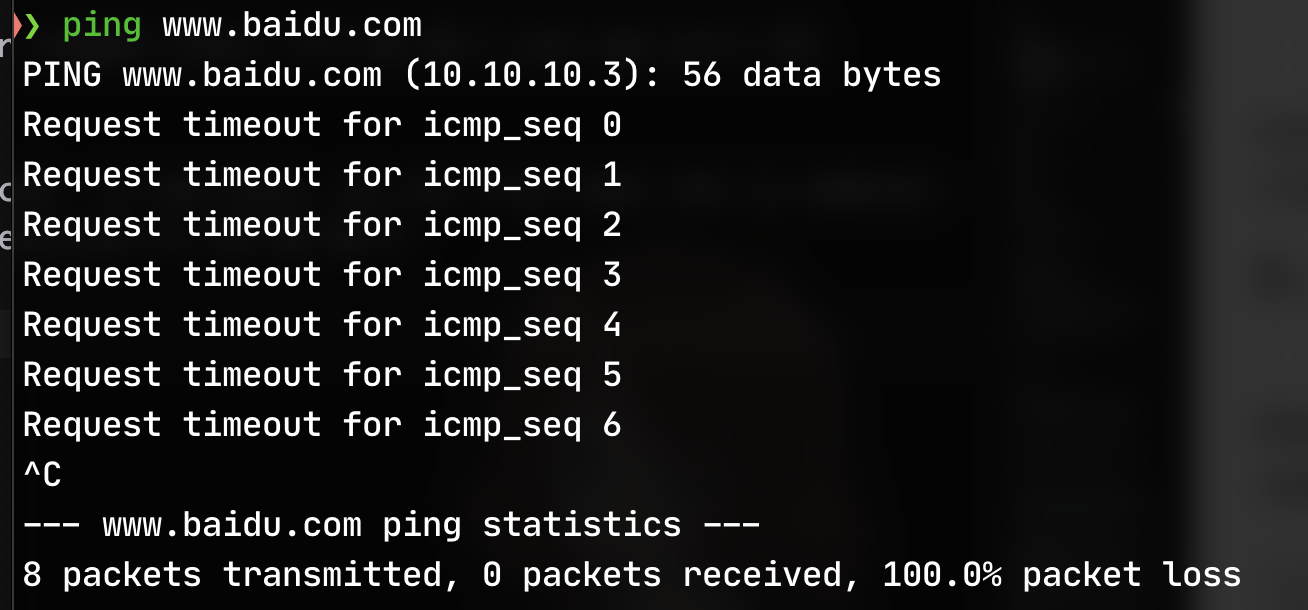 ❯ ping www.baidu.com
PING www.baidu.com (10.10.10.3): 56 data bytes
Request timeout for icmp_seq 0
Request timeout for icmp_seq 1
Request timeout for icmp_seq 2
Request timeout for icmp_seq 3
Request timeout for icmp_seq 4
Request timeout for icmp_seq 5
Request timeout for icmp_seq 6
^C
--- www.baidu.com ping statistics ---
8 packets transmitted, 0 packets received, 100.0% packet loss